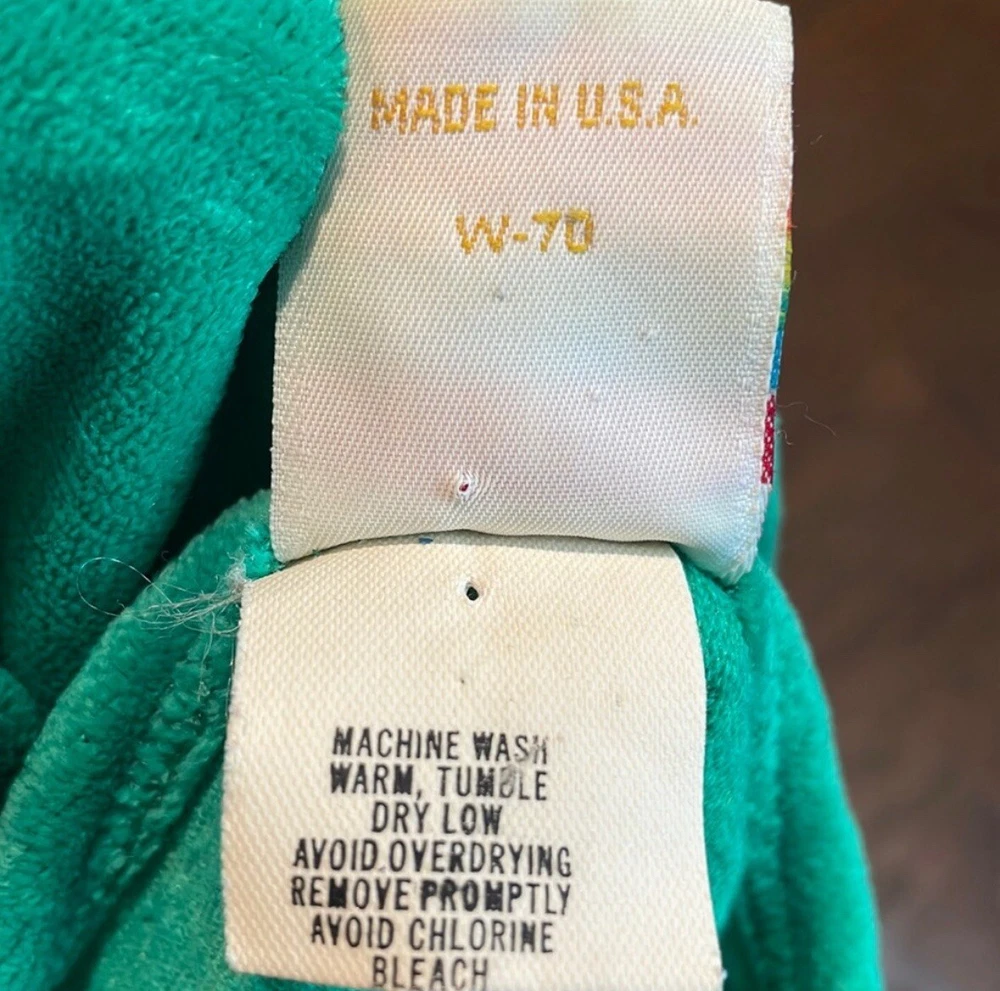 MADE IN U.S.A.
W-70
MACHINE WASH
WARM, TUMBLE
DRY LOW
AVOID OVERDRYING
REMOVE PROMPTLY
AVOID CHLORINE
BLEACH